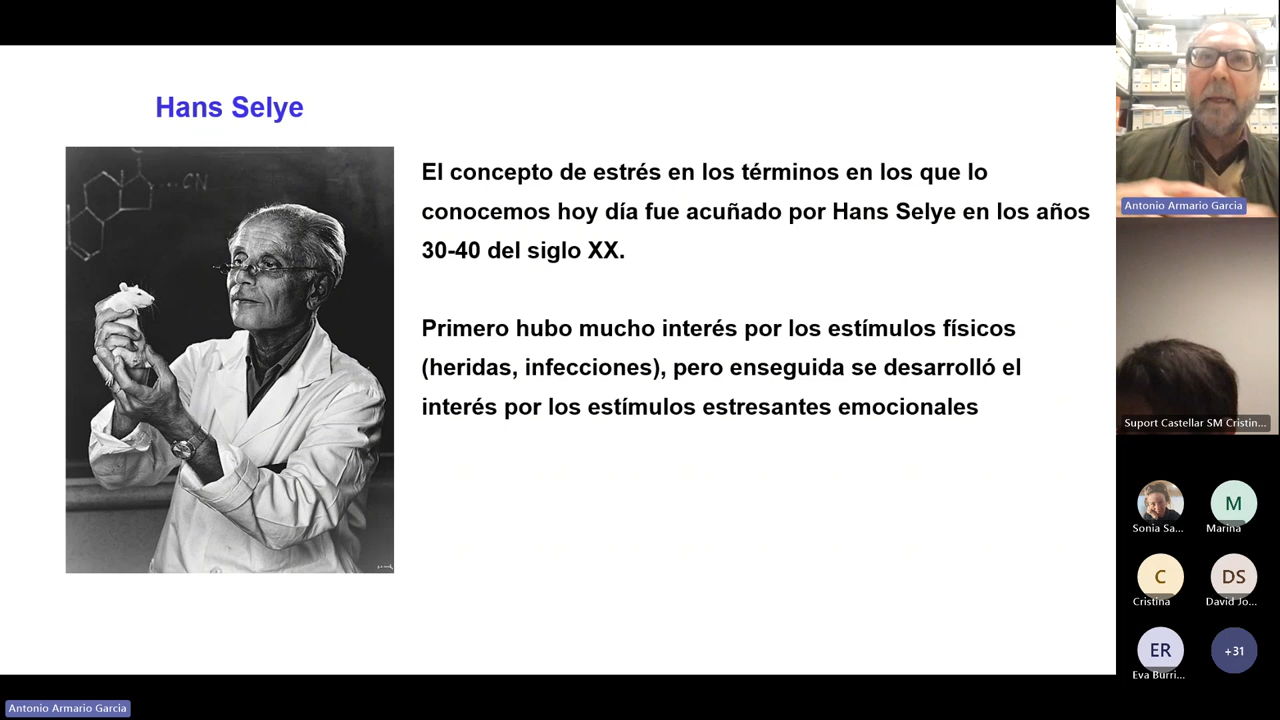 Hans Selye
CN
El concepto de estrés en los términos en los que lo
conocemos hoy día fue acuñado por Hans Selye en los años
30-40 del siglo XX.
Primero hubo mucho interés por los estímulos físicos
(heridas, infecciones), pero enseguida se desarrolló el
interés por los estímulos estresantes emocionales
Antonio Armario Garcia
Suport Castellar SM Cristin...
Sonia Sa...
M
Marina
C
Cristina
DS
David Jo...
ER
Eva Burri...
+31
Antonio Armario Garcia